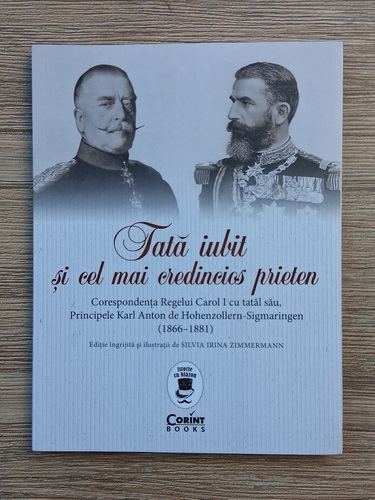 Tată iubit
și cel mai credincios prieten
Corespondența Regelui Carol I cu tatăl său,
Principele Karl Anton de Hohenzollern-Sigmaringen
(1866–1881)
Ediție îngrijită și ilustrații de SILVIA IRINA ZIMMERMANN
istorie
cu blazon
CORINT
BOOKS